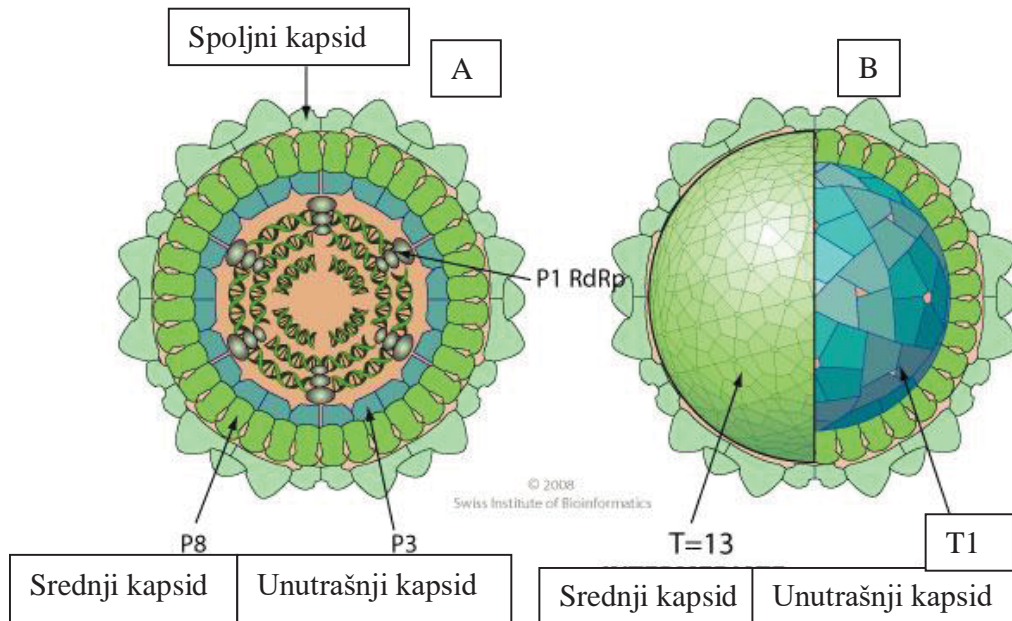 Spoljni kapsid
A
B
P1 RdRp
© 2008
Swiss Institute of Bioinformatics
P8
P3
T=13
T1
Srednji kapsid
Unutrašnji kapsid
Srednji kapsid
Unutrašnji kapsid